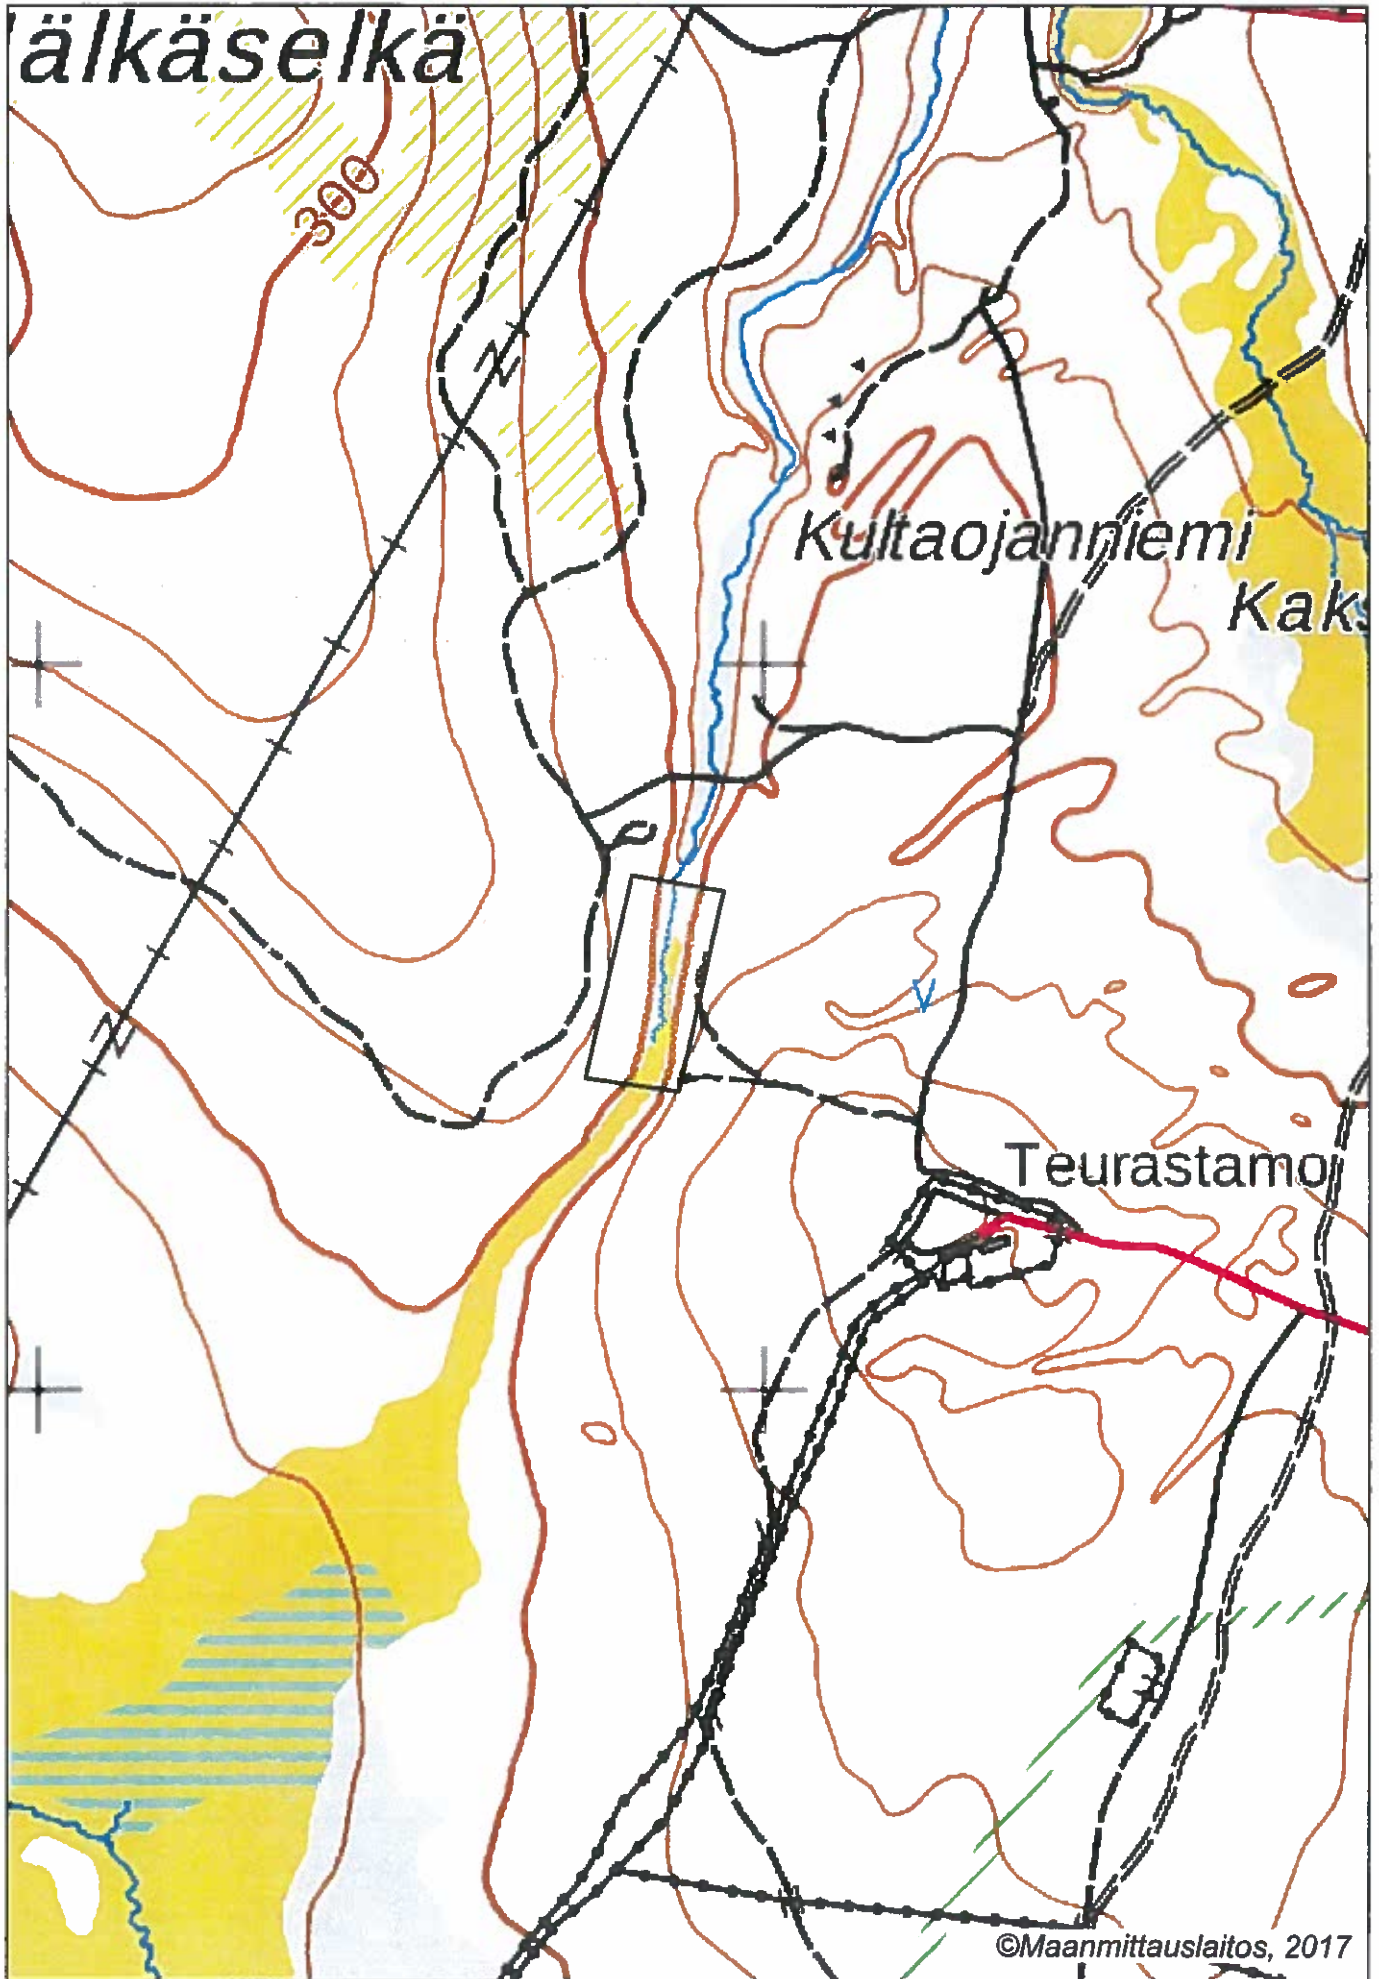 älkäselkä
300
Kultaojanniemi
Kaks
V
Teurastamo
©Maanmittauslaitos, 2017